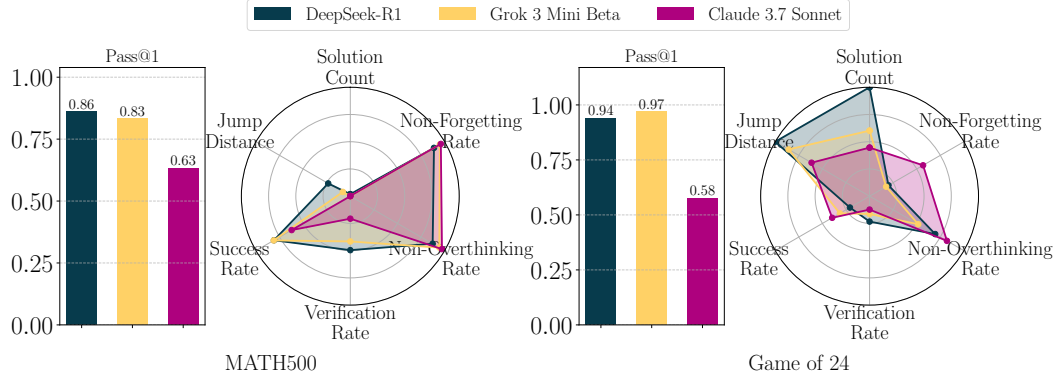 DeepSeek-R1 Grok 3 Mini Beta Claude 3.7 Sonnet
Pass@1
1.00
0.75
0.50
0.25
0.00
0.86
0.83
0.63
Solution
Count
Non-Forgetting
Rate
Jump
Distance
Success
Rate
Non-Overthinking
Rate
Verification
Rate
MATH500
Pass@1
1.00
0.75
0.50
0.25
0.00
0.94
0.97
0.58
Solution
Count
Non-Forgetting
Rate
Jump
Distance
Success
Rate
Non-Overthinking
Rate
Verification
Rate
Game of 24